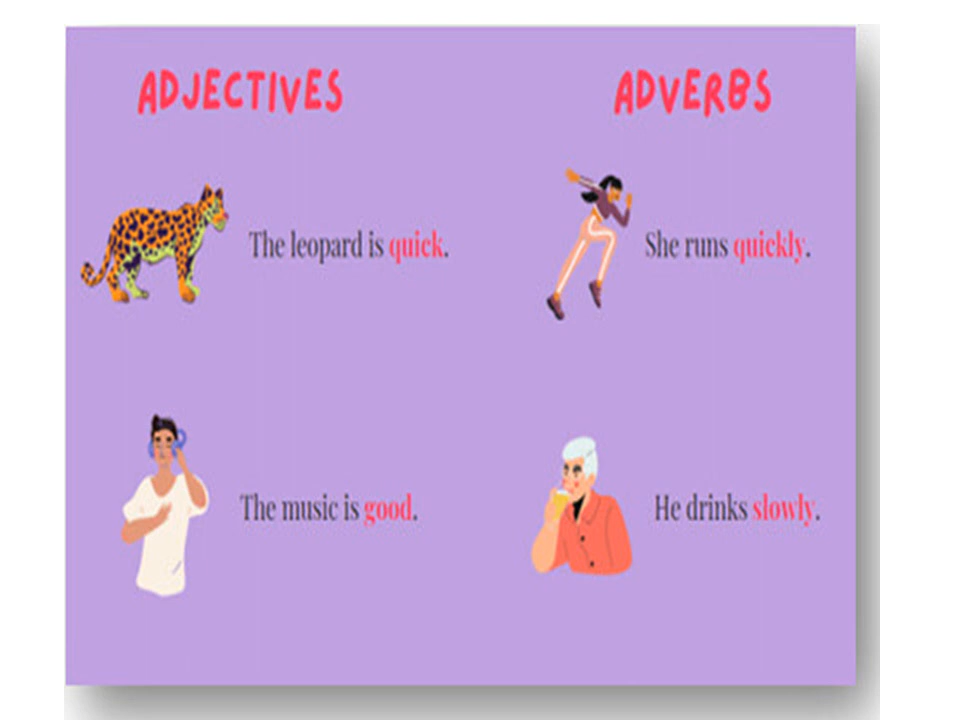 ADJECTIVES
ADVERBS
The leopard is quick.
She runs quickly.
The music is good.
He drinks slowly.